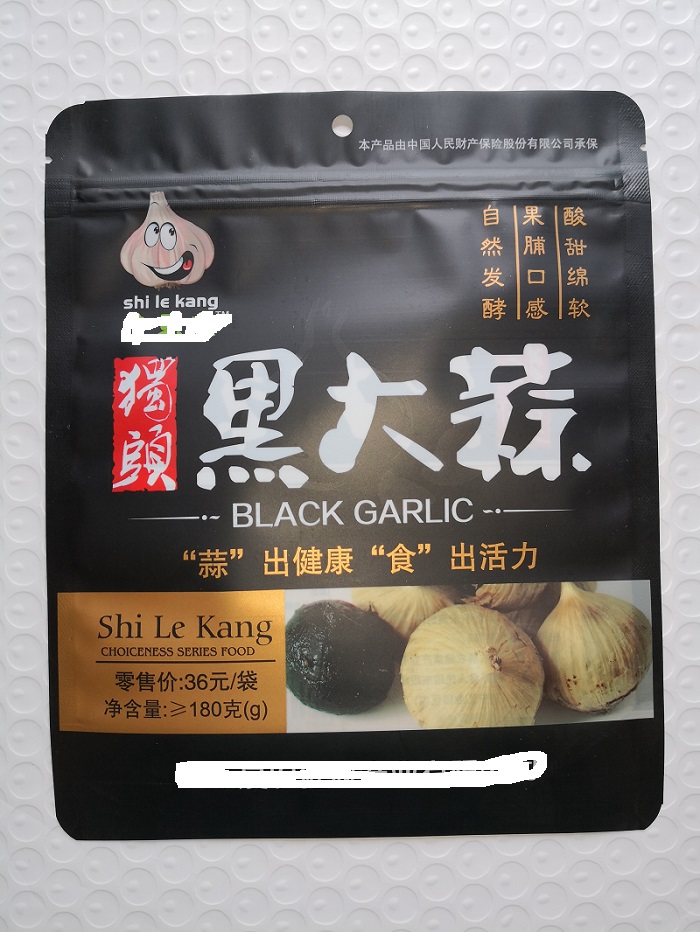 本产品由中国人民财产保险股份有限公司承保
酸甜绵软
果脯口感
自然发酵
shi le kang
TM
獨頭
黑大蒜
BLACK GARLIC
“蒜”出健康“食”出活力
Shi Le Kang
CHOICENESS SERIES FOOD
零售价:36元/袋
净含量:≥180克(g)